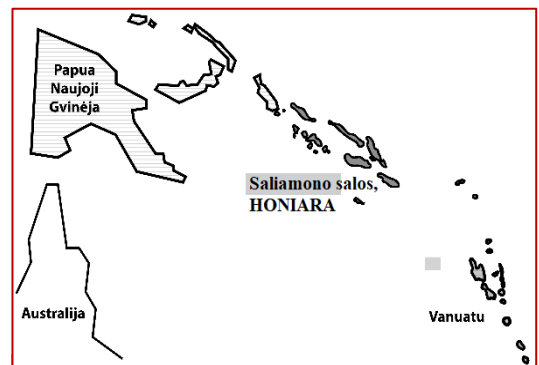 Papua
Naujoji
Gvinėja
Saliamono salos,
HONIARA
Australija
Vanuatu